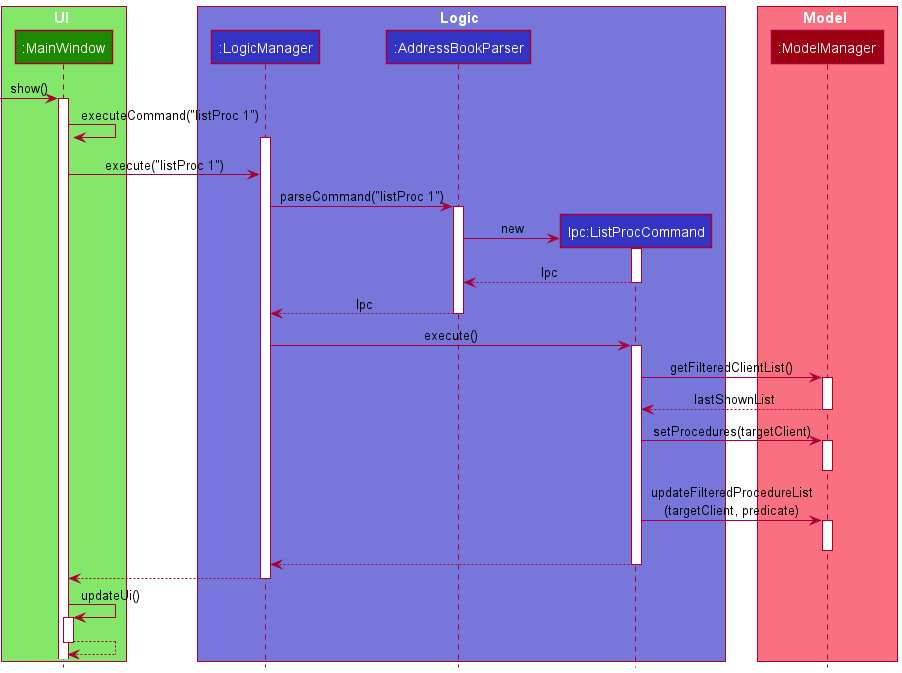 UI
Logic
Model
:MainWindow
:LogicManager
:AddressBookParser
:ModelManager
show()
executeCommand("listProc 1")
execute("listProc 1")
parseCommand("listProc 1")
new
lpc:ListProcCommand
lpc
lpc
execute()
getFilteredClientList()
lastShownList
setProcedures(targetClient)
updateFilteredProcedureList
(targetClient, predicate)
updateUi()